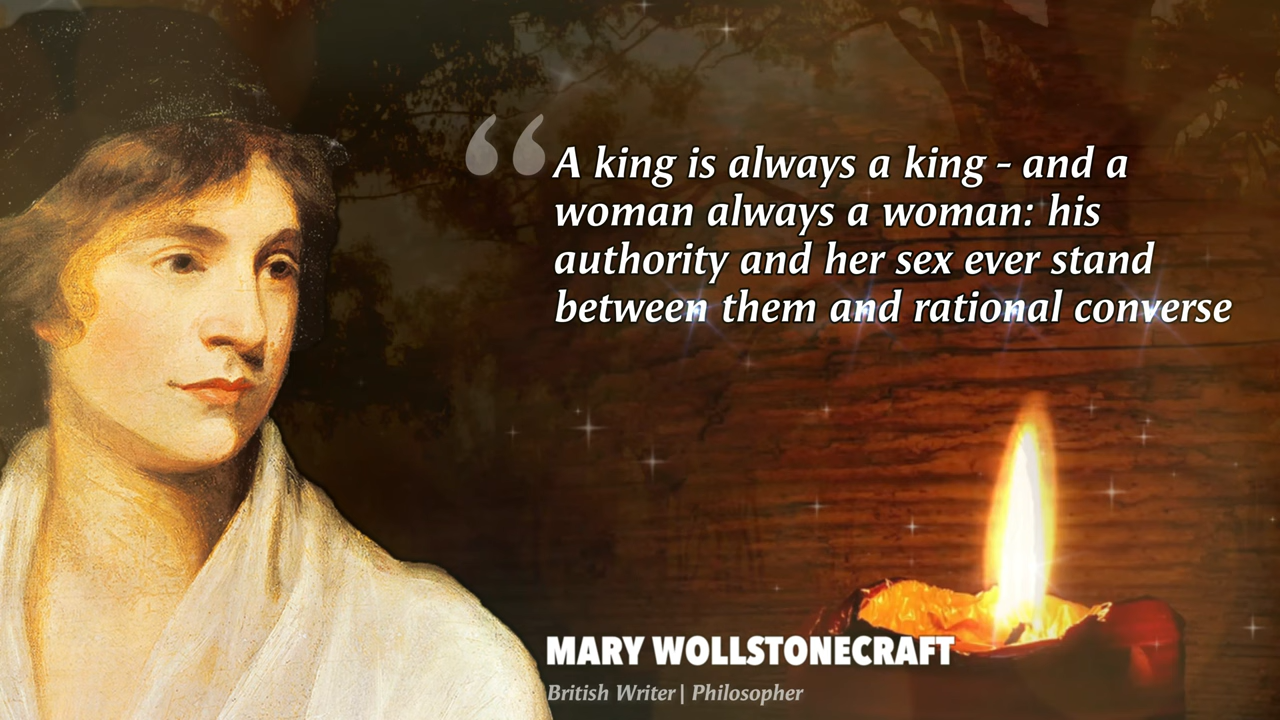 “ A king is always a king - and a
woman always a woman: his
authority and her sex ever stand
between them and rational converse
MARY WOLLSTONECRAFT
British Writer | Philosopher